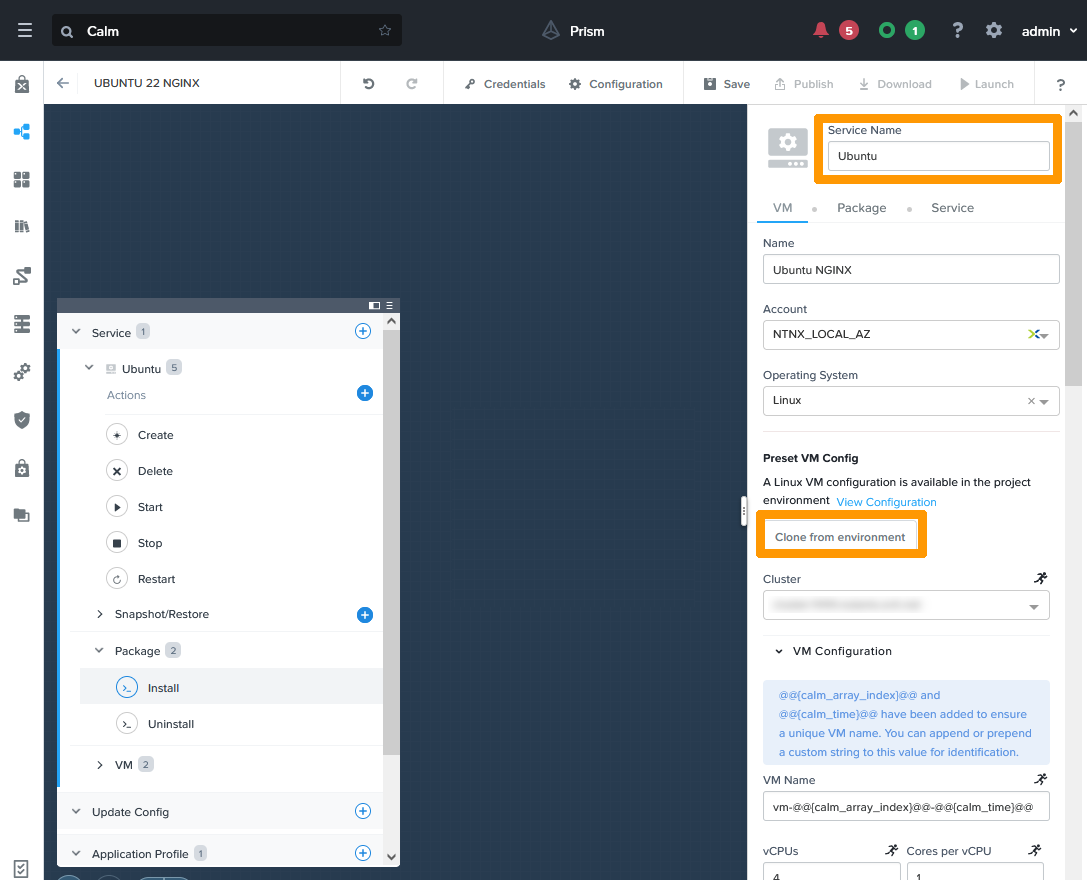 Calm
Prism
5
1
?
admin
UBUNTU 22 NGINX
Credentials
Configuration
Save
Publish
Download
Launch
?
Service Name
Ubuntu
VM
Package
Service
Name
Ubuntu NGINX
Account
NTNX_LOCAL_AZ
Operating System
Linux
Preset VM Config
A Linux VM configuration is available in the project
environment View Configuration
Clone from environment
Cluster
VM Configuration
@@{calm_array_index}@@ and
@@{calm_time}@@ have been added to ensure
a unique VM name. You can append or prepend
a custom string to this value for identification.
VM Name
vm-@@{calm_array_index}@@-@@{calm_time}@@
vCPUs
Cores per vCPU
4
1
Service 1
Ubuntu 5
Actions
Create
Delete
Start
Stop
Restart
Snapshot/Restore
Package 2
Install
Uninstall
VM 2
Update Config
Application Profile 1